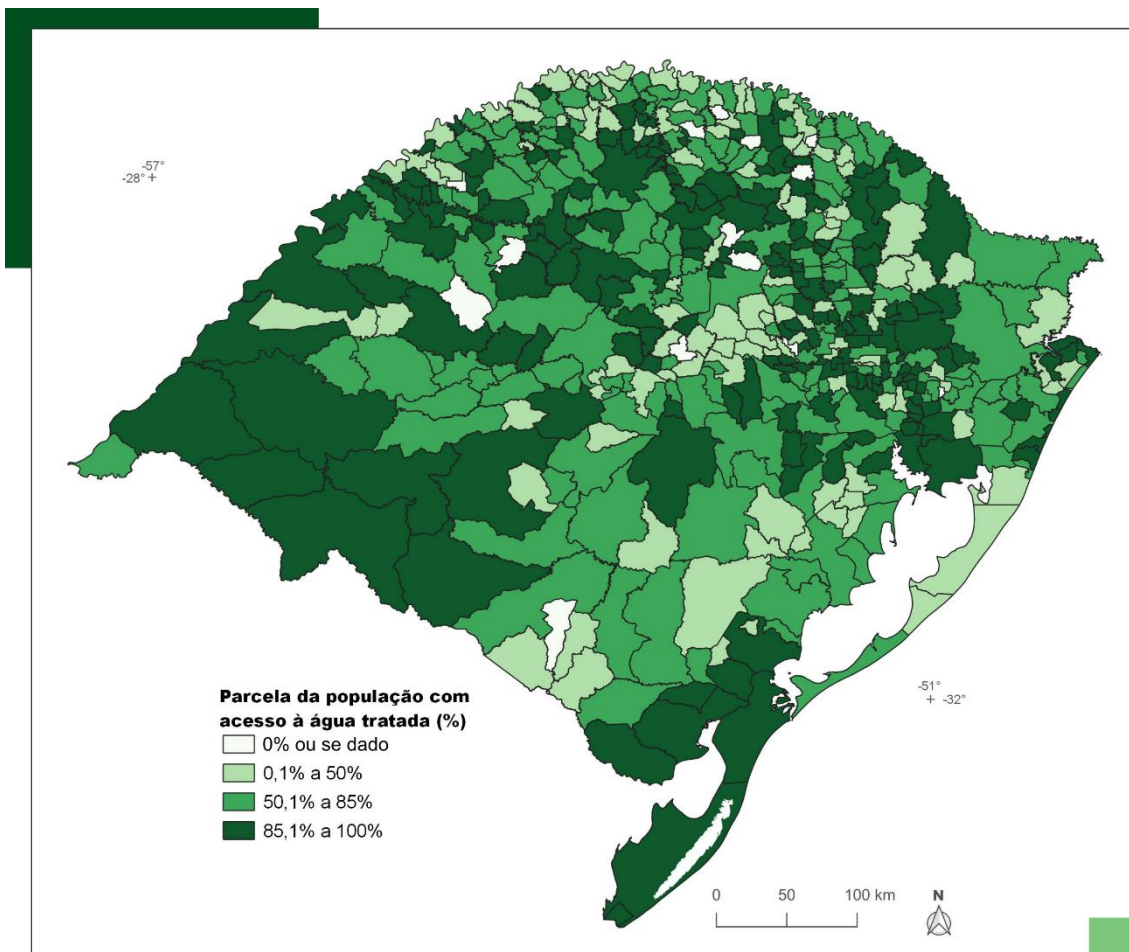 -57°
-28° +
-51°
+ -32°
Parcela da população com
acesso à água tratada (%)
0% ou se dado
0,1% a 50%
50,1% a 85%
85,1% a 100%
0 50 100 km
N